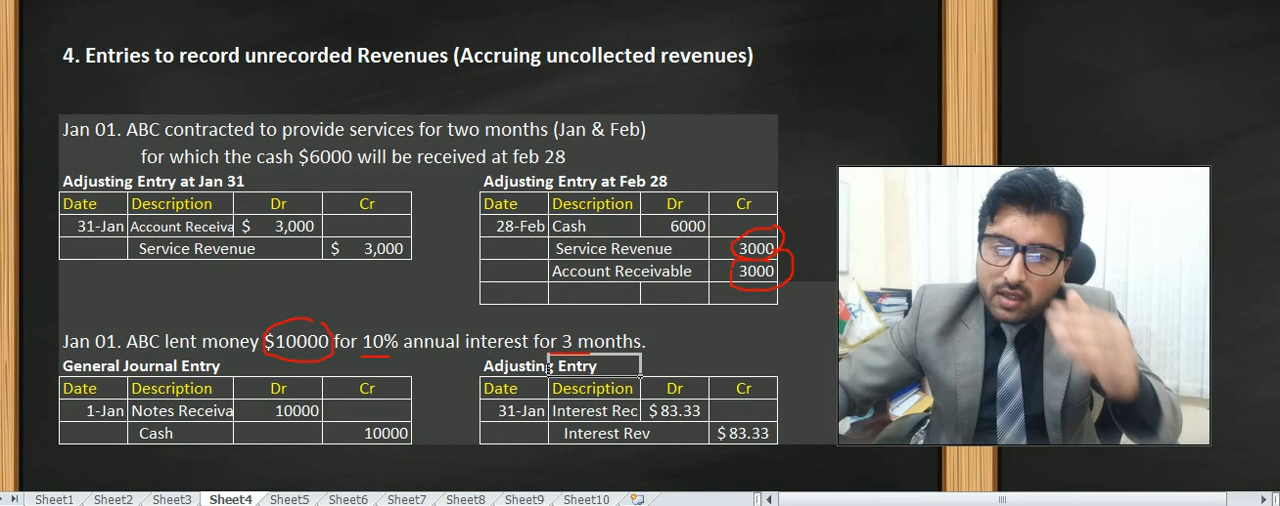 4. Entries to record unrecorded Revenues (Accruing uncollected revenues)
Jan 01. ABC contracted to provide services for two months (Jan & Feb)
for which the cash $6000 will be received at feb 28
Adjusting Entry at Jan 31
Date Description Dr Cr
31-Jan Account Receiva $ 3,000
Service Revenue $ 3,000
Adjusting Entry at Feb 28
Date Description Dr Cr
28-Feb Cash 6000
Service Revenue 3000
Account Receivable 3000
Jan 01. ABC lent money $10000 for 10% annual interest for 3 months.
General Journal Entry
Date Description Dr Cr
1-Jan Notes Receiva 10000
Cash 10000
Adjusting Entry
Date Description Dr Cr
31-Jan Interest Rec $ 83.33
Interest Rev $ 83.33
Sheet1 Sheet2 Sheet3 Sheet4 Sheet5 Sheet6 Sheet7 Sheet8 Sheet9 Sheet10